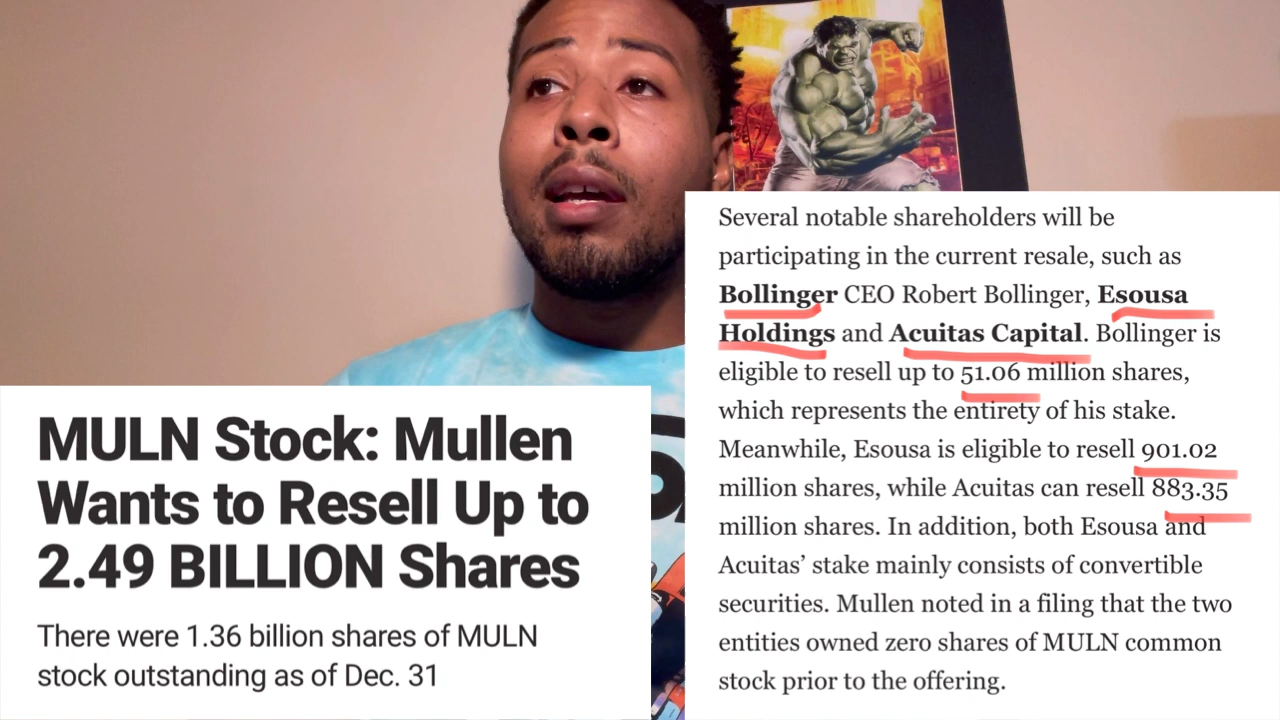 MULN Stock: Mullen
Wants to Resell Up to
2.49 BILLION Shares
There were 1.36 billion shares of MULN
stock outstanding as of Dec. 31
Several notable shareholders will be
participating in the current resale, such as
Bollinger CEO Robert Bollinger, Esousa
Holdings and Acuitas Capital. Bollinger is
eligible to resell up to 51.06 million shares,
which represents the entirety of his stake.
Meanwhile, Esousa is eligible to resell 901.02
million shares, while Acuitas can resell 883.35
million shares. In addition, both Esousa and
Acuitas’ stake mainly consists of convertible
securities. Mullen noted in a filing that the two
entities owned zero shares of MULN common
stock prior to the offering.